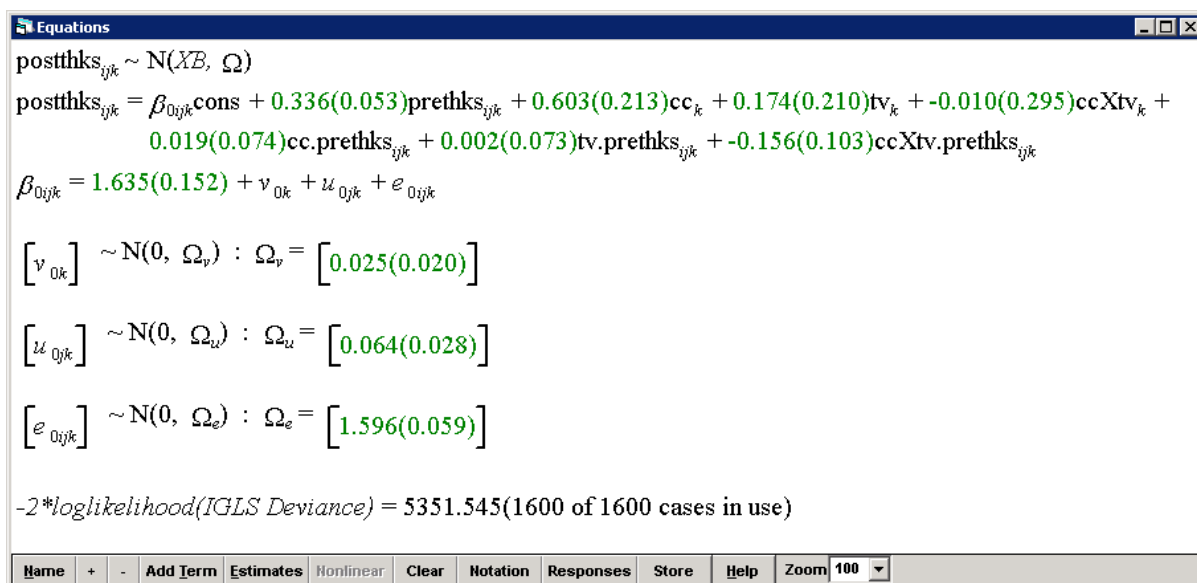 Equations
postthks_ijk ~ N(XB, Ω)
postthks_ijk = β_0ijk cons + 0.336(0.053)prethks_ijk + 0.603(0.213)cc_k + 0.174(0.210)tv_k + -0.010(0.295)ccXtv_k +
0.019(0.074)cc.prethks_ijk + 0.002(0.073)tv.prethks_ijk + -0.156(0.103)ccXtv.prethks_ijk
β_0ijk = 1.635(0.152) + v_0k + u_0jk + e_0ijk
[v_0k] ~ N(0, Ω_v) : Ω_v = [0.025(0.020)]
[u_0jk] ~ N(0, Ω_u) : Ω_u = [0.064(0.028)]
[e_0ijk] ~ N(0, Ω_e) : Ω_e = [1.596(0.059)]
-2*loglikelihood(IGLS Deviance) = 5351.545(1600 of 1600 cases in use)
Name + - Add Term Estimates Nonlinear Clear Notation Responses Store Help Zoom 100